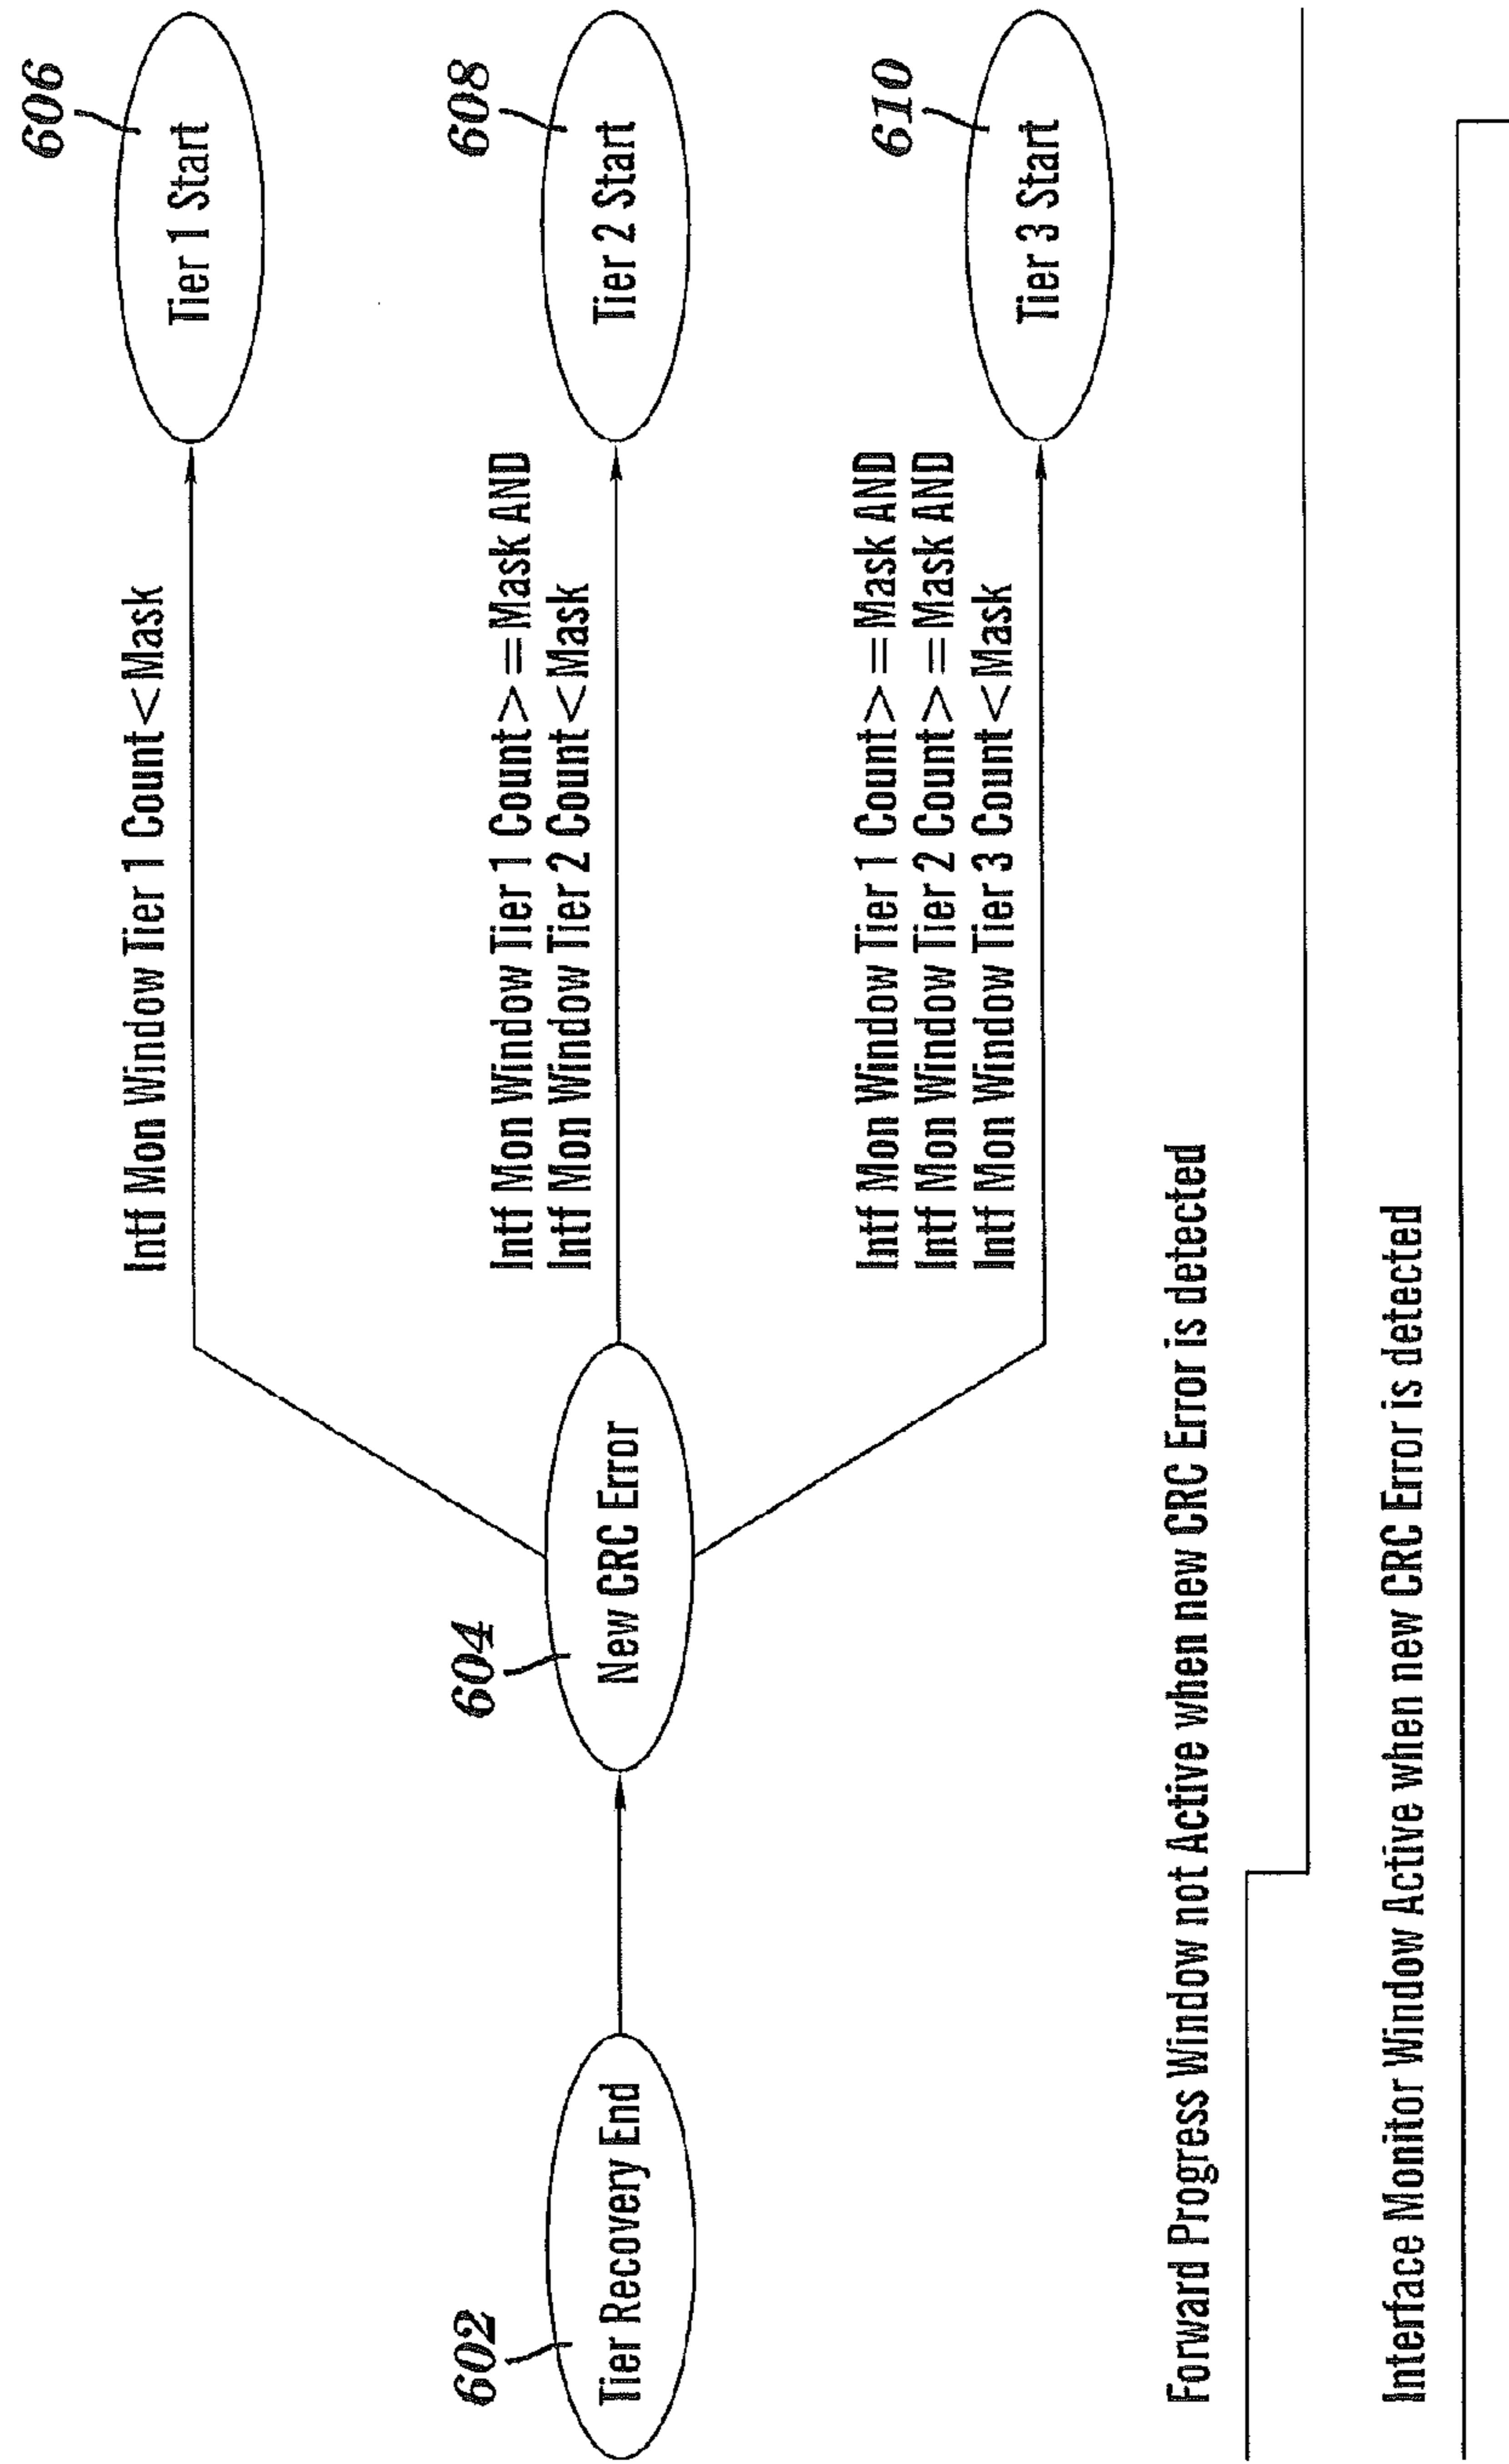 606
Tier 1 Start
Intf Mon Window Tier 1 Count<Mask
608
Tier 2 Start
Intf Mon Window Tier 1 Count>=Mask AND
Intf Mon Window Tier 2 Count<Mask
610
Tier 3 Start
Intf Mon Window Tier 1 Count>=Mask AND
Intf Mon Window Tier 2 Count>=Mask AND
Intf Mon Window Tier 3 Count<Mask
604
New CRC Error
602
Tier Recovery End
Forward Progress Window not Active when new CRC Error is detected
Interface Monitor Window Active when new CRC Error is detected